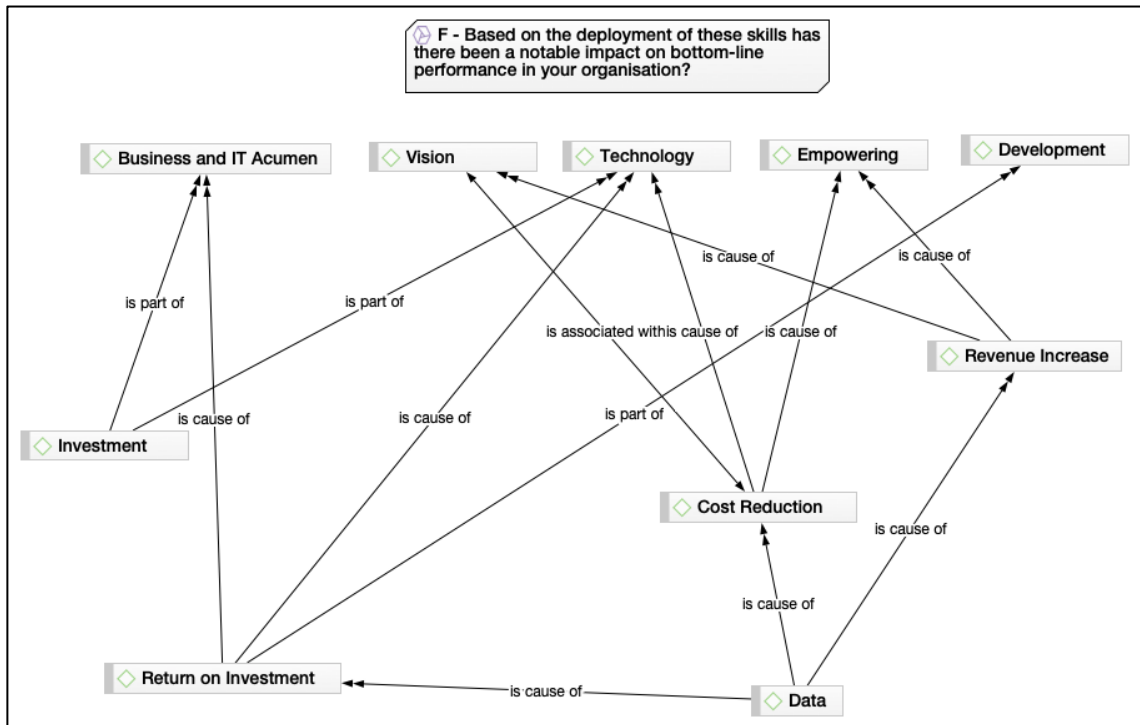 F - Based on the deployment of these skills has
there been a notable impact on bottom-line
performance in your organisation?
Business and IT Acumen
Vision
Technology
Empowering
Development
is cause of
is cause of
is part of
is part of
is associated with
is cause of
is cause of
Revenue Increase
is cause of
is cause of
is part of
Investment
Cost Reduction
is cause of
is cause of
Return on Investment
is cause of
Data